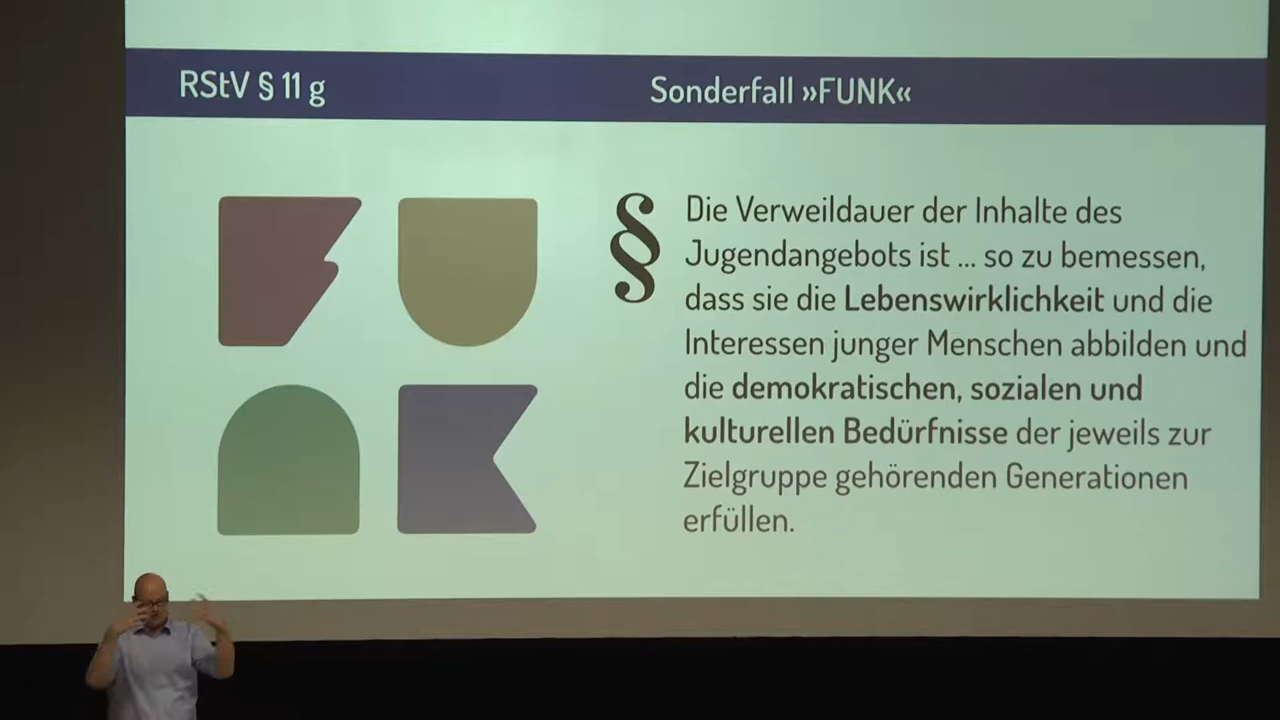 RStV § 11 g
Sonderfall »FUNK«
§
Die Verweildauer der Inhalte des
Jugendangebots ist ... so zu bemessen,
dass sie die Lebenswirklichkeit und die
Interessen junger Menschen abbilden und
die demokratischen, sozialen und
kulturellen Bedürfnisse der jeweils zur
Zielgruppe gehörenden Generationen
erfüllen.